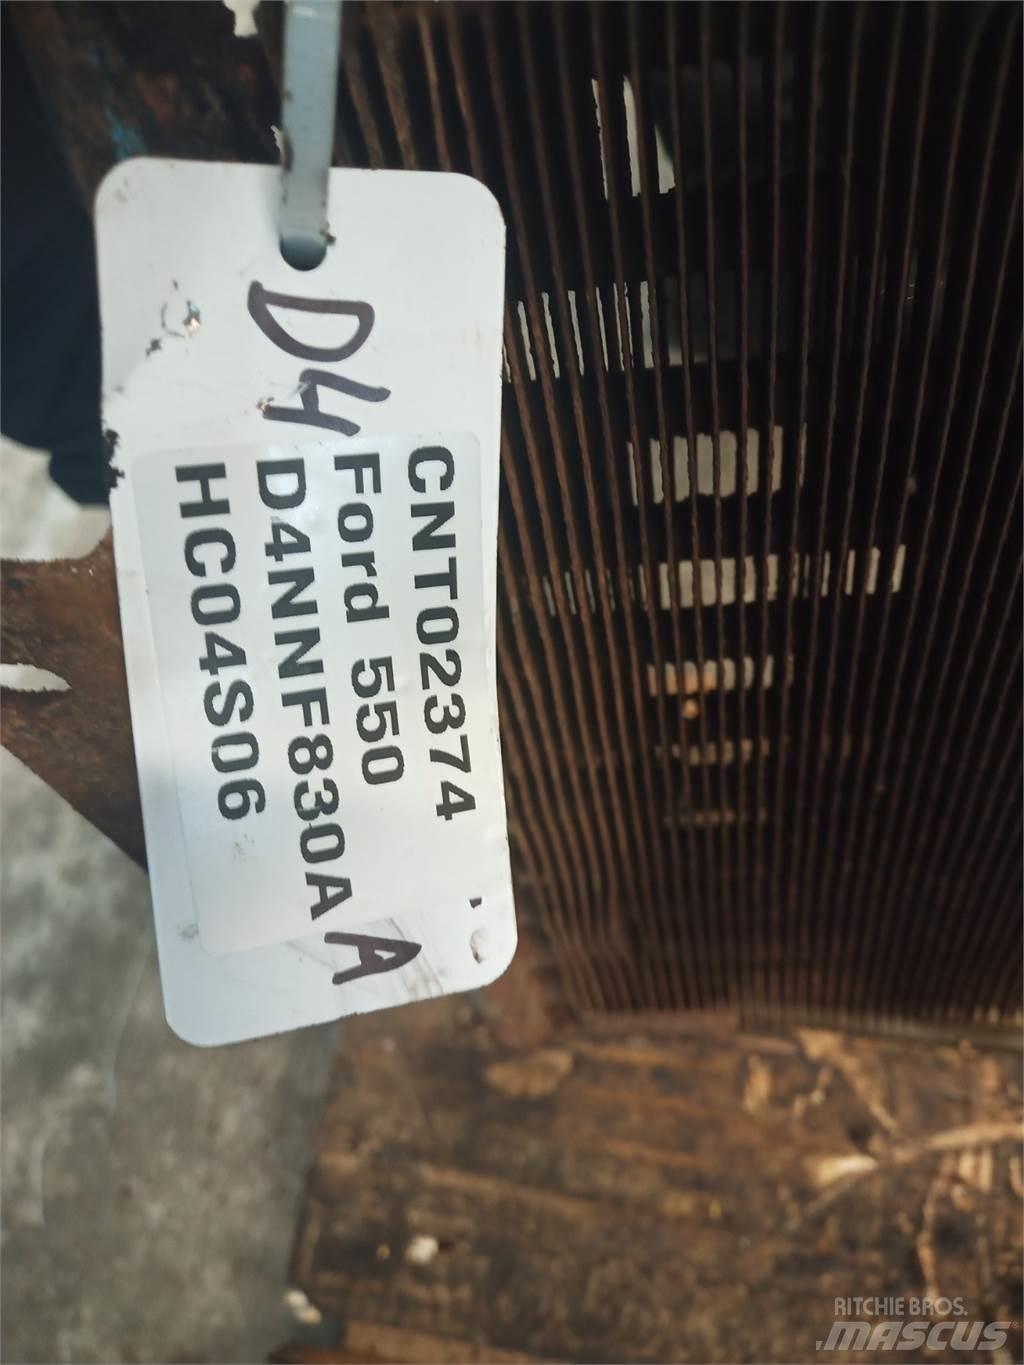 D4
CNT02374
Ford 550
D4NNF830A
HC04S06
A
RITCHIE BROS.
MASCUS